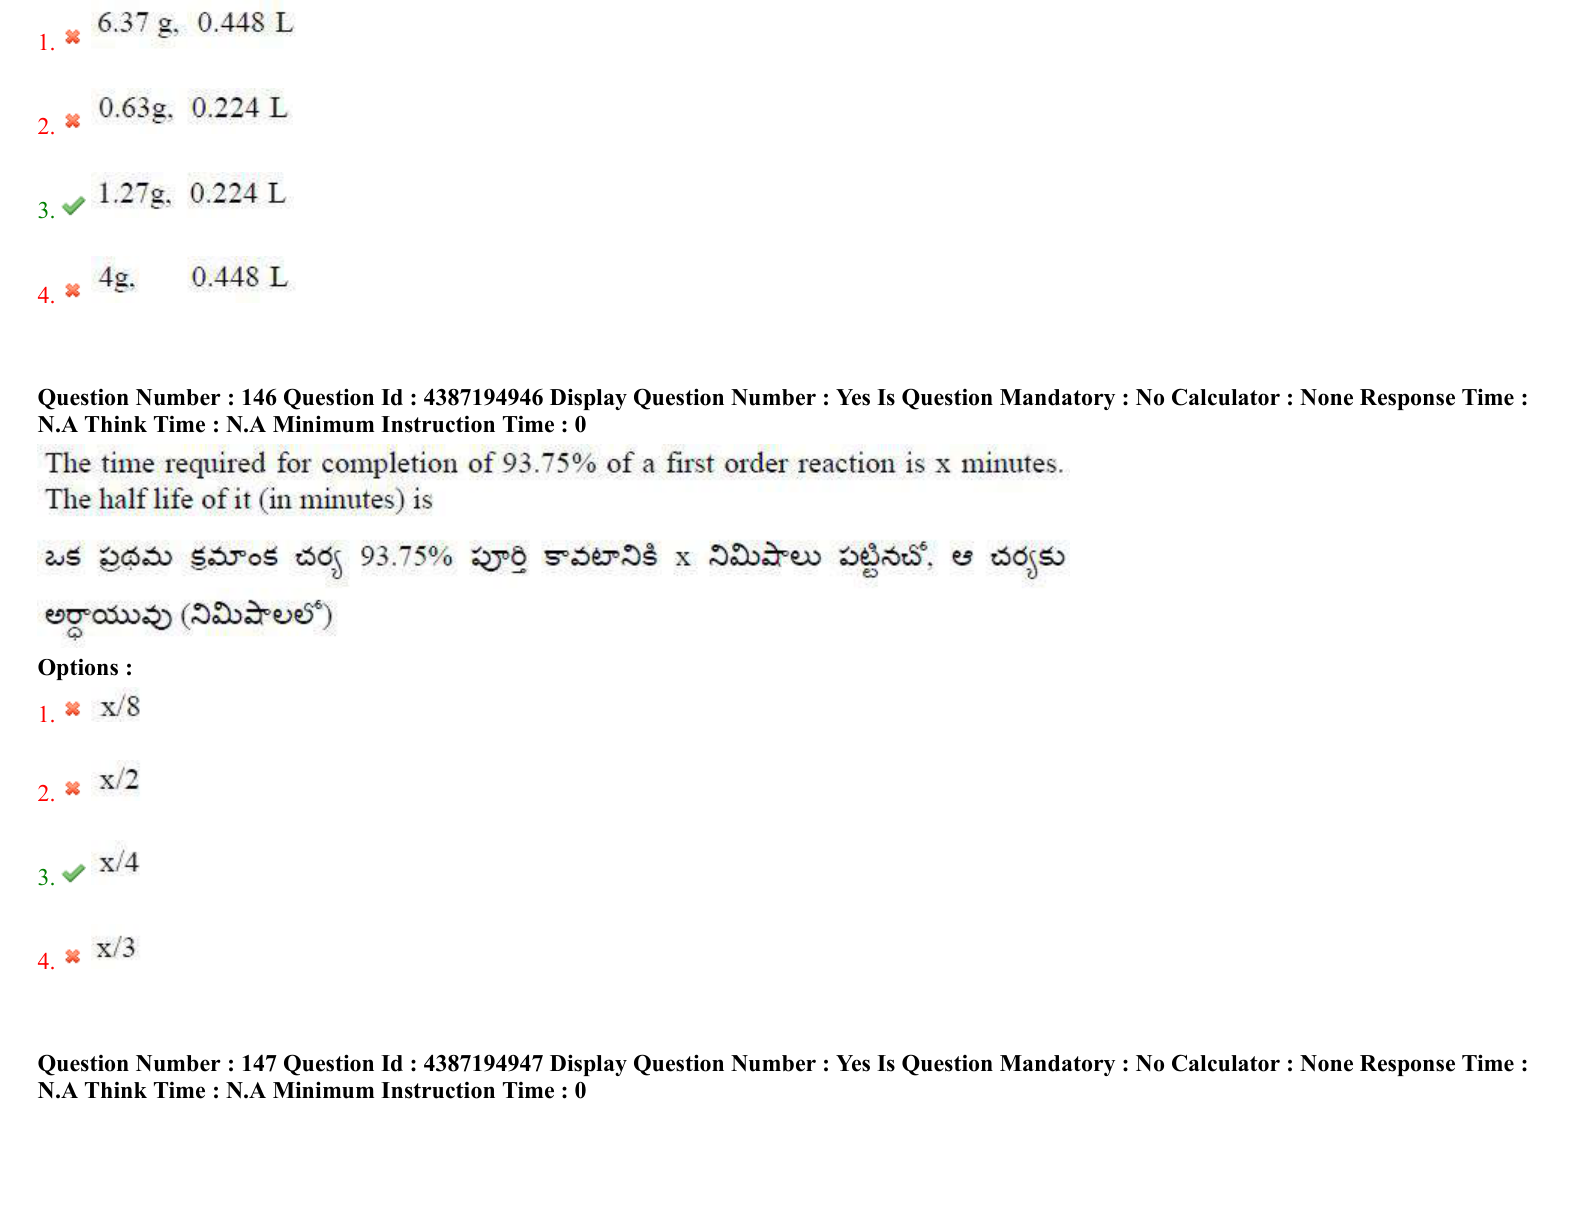 1. 6.37 g, 0.448 L
2. 0.63g, 0.224 L
3. 1.27g, 0.224 L
4. 4g, 0.448 L
Question Number : 146 Question Id : 4387194946 Display Question Number : Yes Is Question Mandatory : No Calculator : None Response Time :
N.A Think Time : N.A Minimum Instruction Time : 0
The time required for completion of 93.75% of a first order reaction is x minutes.
The half life of it (in minutes) is
ఒక ప్రథమ క్రమాంక చర్య 93.75% పూర్తి కావటానికి x నిమిషాలు పట్టినచో, ఆ చర్యకు
అర్ధాయువు (నిమిషాలలో)
Options :
1. x/8
2. x/2
3. x/4
4. x/3
Question Number : 147 Question Id : 4387194947 Display Question Number : Yes Is Question Mandatory : No Calculator : None Response Time :
N.A Think Time : N.A Minimum Instruction Time : 0